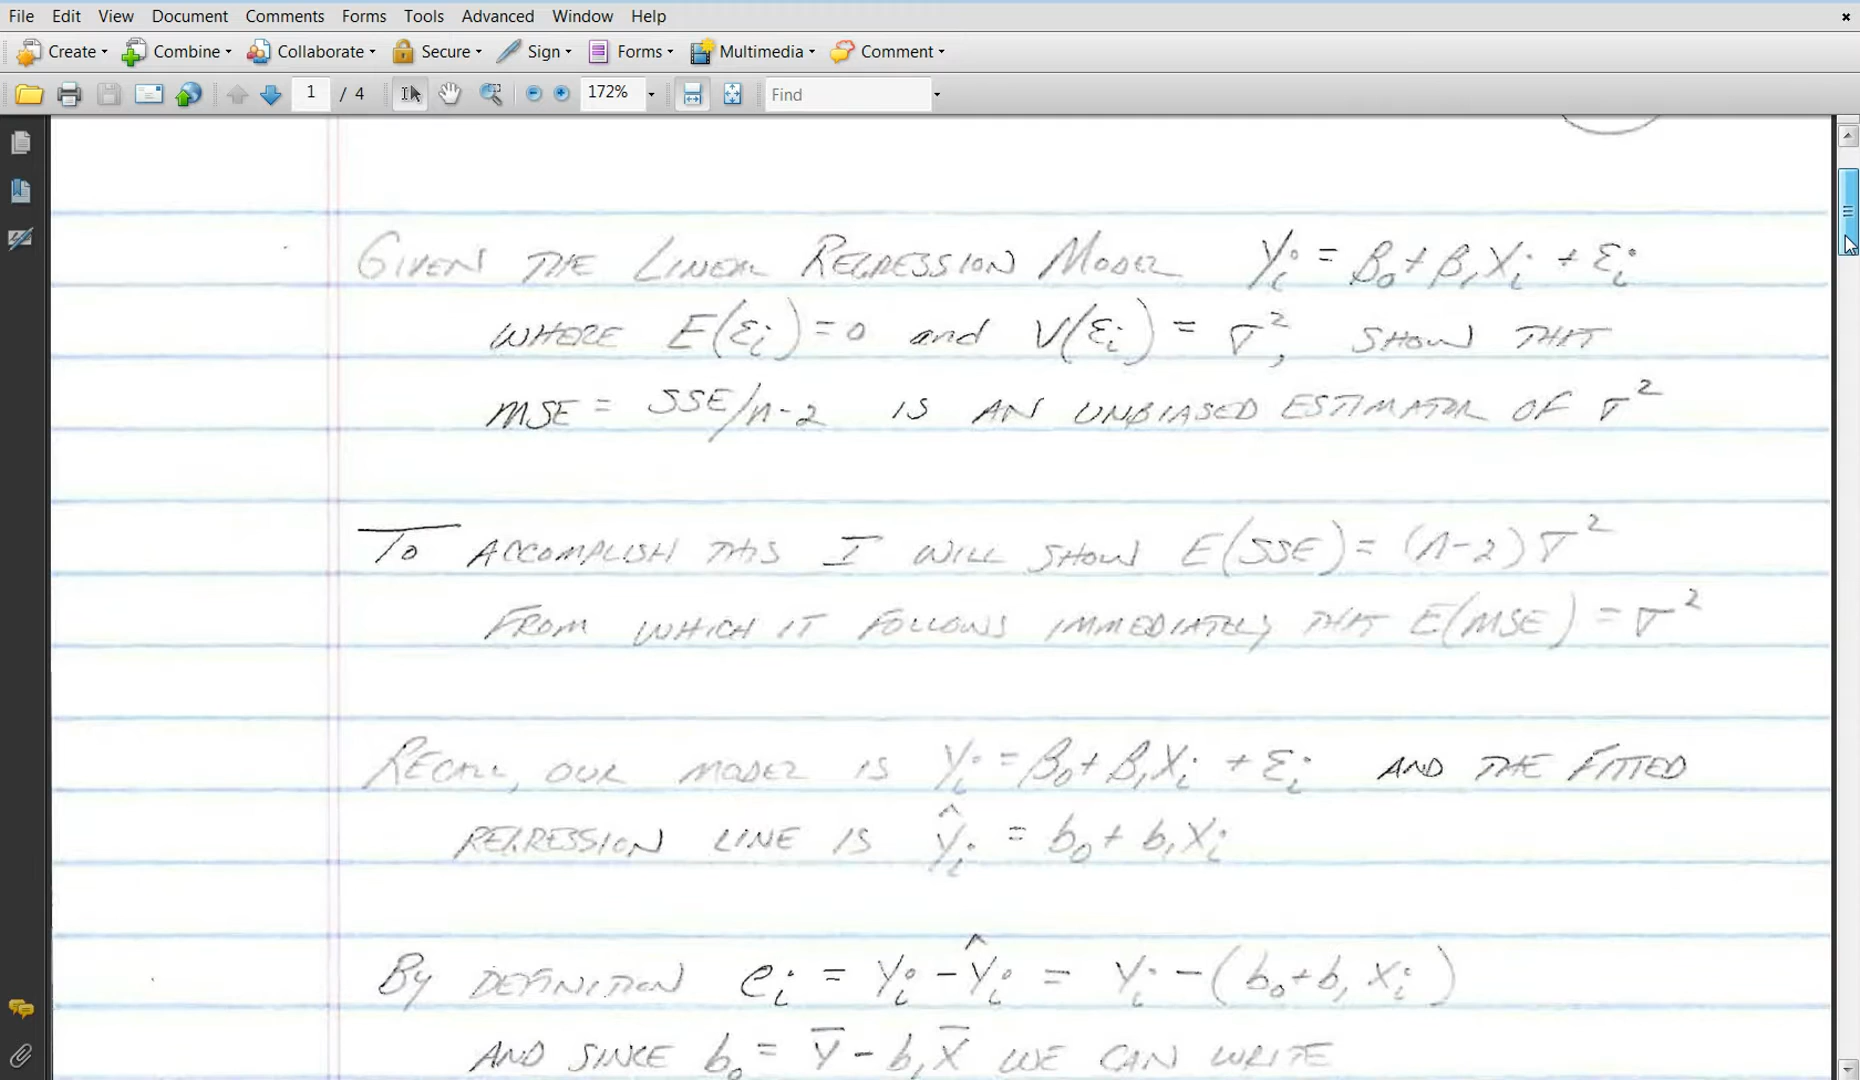 File Edit View Document Comments Forms Tools Advanced Window Help ×
Create Combine Collaborate Secure Sign Forms Multimedia Comment
1 / 4 172% Find
GIVEN THE LINEAR REGRESSION MODEL Yi = β0 + β1Xi + εi
WHERE E(εi) = 0 and V(εi) = σ², SHOW THAT
MSE = SSE/n-2 IS AN UNBIASED ESTIMATOR OF σ²
TO ACCOMPLISH THIS I WILL SHOW E(SSE) = (n-2)σ²
FROM WHICH IT FOLLOWS IMMEDIATELY THAT E(MSE) = σ²
RECALL, OUR MODEL IS Yi = β0 + β1Xi + εi AND THE FITTED
REGRESSION LINE IS Ŷi = b0 + b1Xi
By DEFINITION ei = Yi - Ŷi = Yi - (b0 + b1Xi)
AND SINCE b0 = Y̅ - b1X̅ WE CAN WRITE